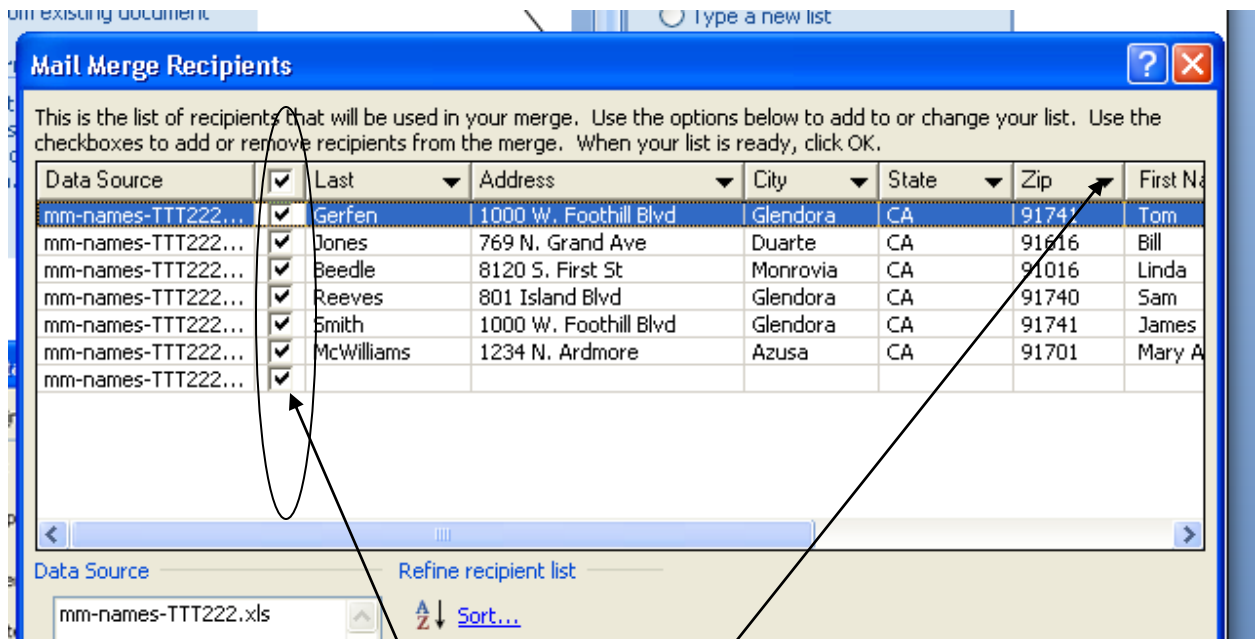 from existing document
Type a new list
Mail Merge Recipients
This is the list of recipients that will be used in your merge. Use the options below to add to or change your list. Use the
checkboxes to add or remove recipients from the merge. When your list is ready, click OK.
Data Source Last Address City State Zip First Na
mm-names-TTT222... Gerfen 1000 W. Foothill Blvd Glendora CA 91741 Tom
mm-names-TTT222... Jones 769 N. Grand Ave Duarte CA 91616 Bill
mm-names-TTT222... Beedle 8120 S. First St Monrovia CA 91016 Linda
mm-names-TTT222... Reeves 801 Island Blvd Glendora CA 91740 Sam
mm-names-TTT222... Smith 1000 W. Foothill Blvd Glendora CA 91741 James
mm-names-TTT222... McWilliams 1234 N. Ardmore Azusa CA 91701 Mary A
mm-names-TTT222...
Data Source Refine recipient list
mm-names-TTT222.xls Sort...